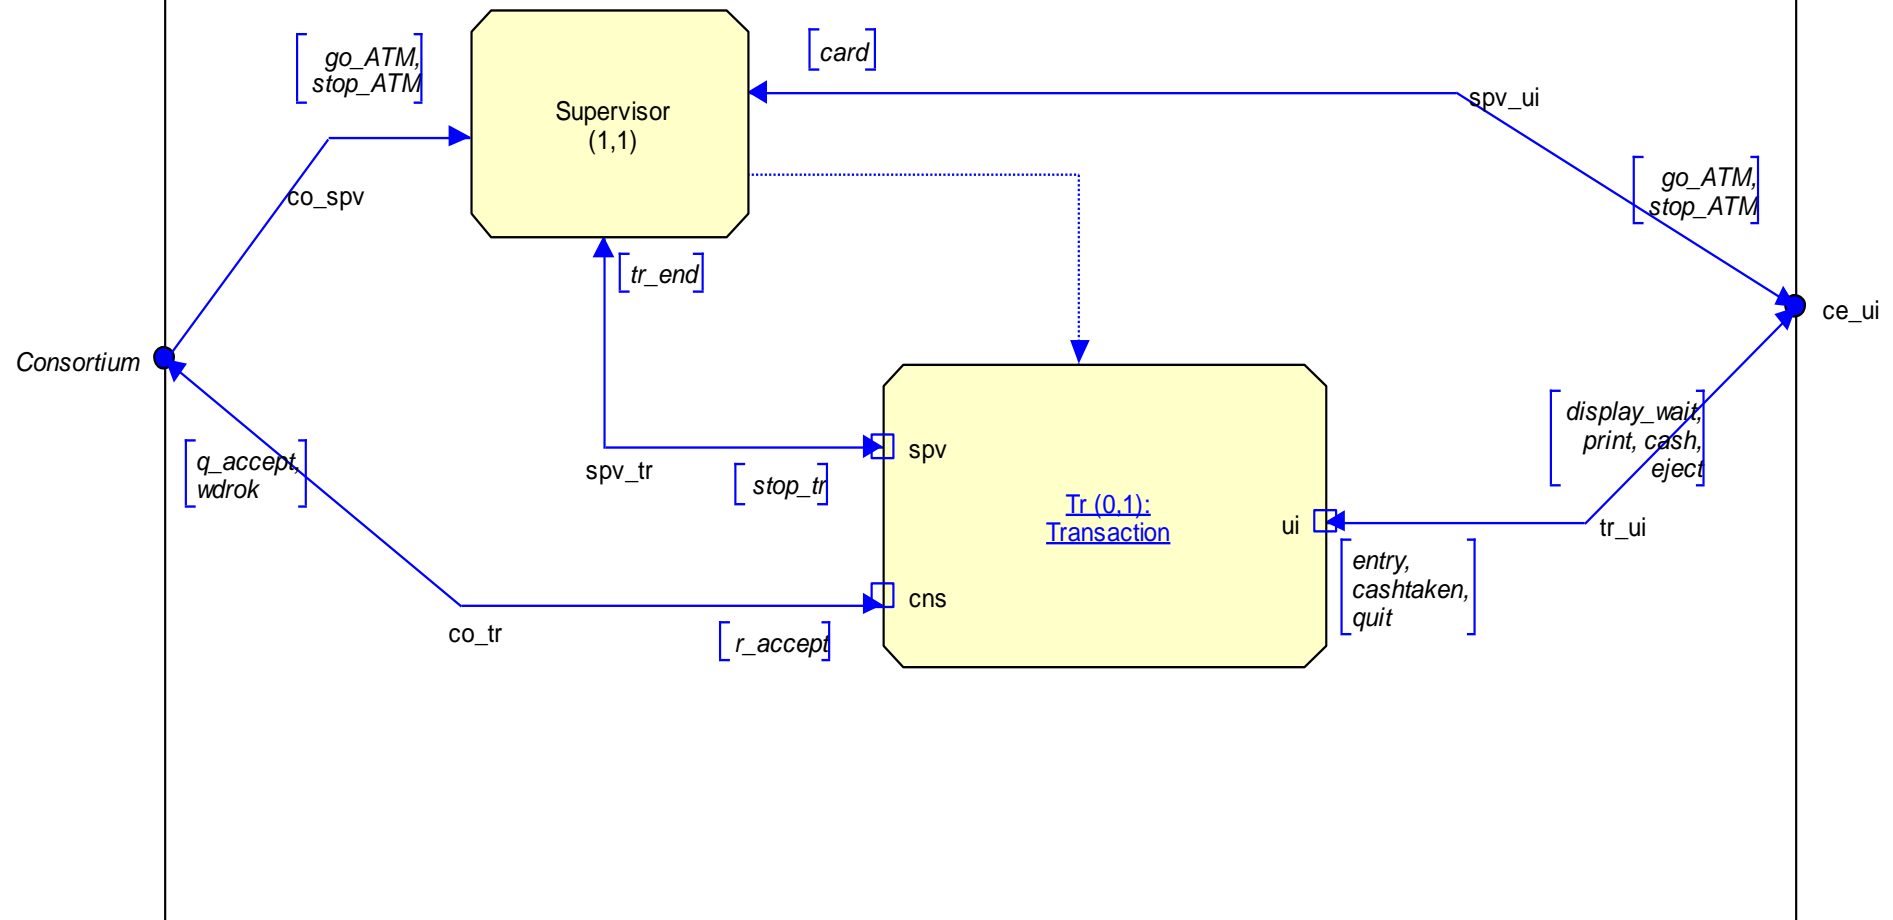 go_ATM,
stop_ATM
card
Supervisor
(1,1)
spv_ui
co_spv
go_ATM,
stop_ATM
tr_end
ce_ui
Consortium
display_wait,
print, cash,
eject
q_accept,
wdrok
spv
spv_tr
stop_tr
Tr (0,1):
Transaction
ui
tr_ui
entry,
cashtaken,
quit
cns
co_tr
r_accept